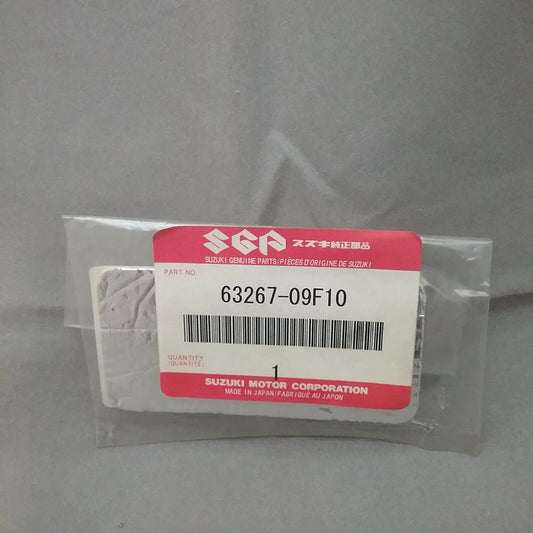 SGP スズキ純正部品
SUZUKI GENUINE PARTS/PIÈCES D'ORIGINE DE SUZUKI
PART NO.
63267-09F10
QUANTITY
(QUANTITÉ)
1
SUZUKI MOTOR CORPORATION
MADE IN JAPAN/FABRIQUE AU JAPON